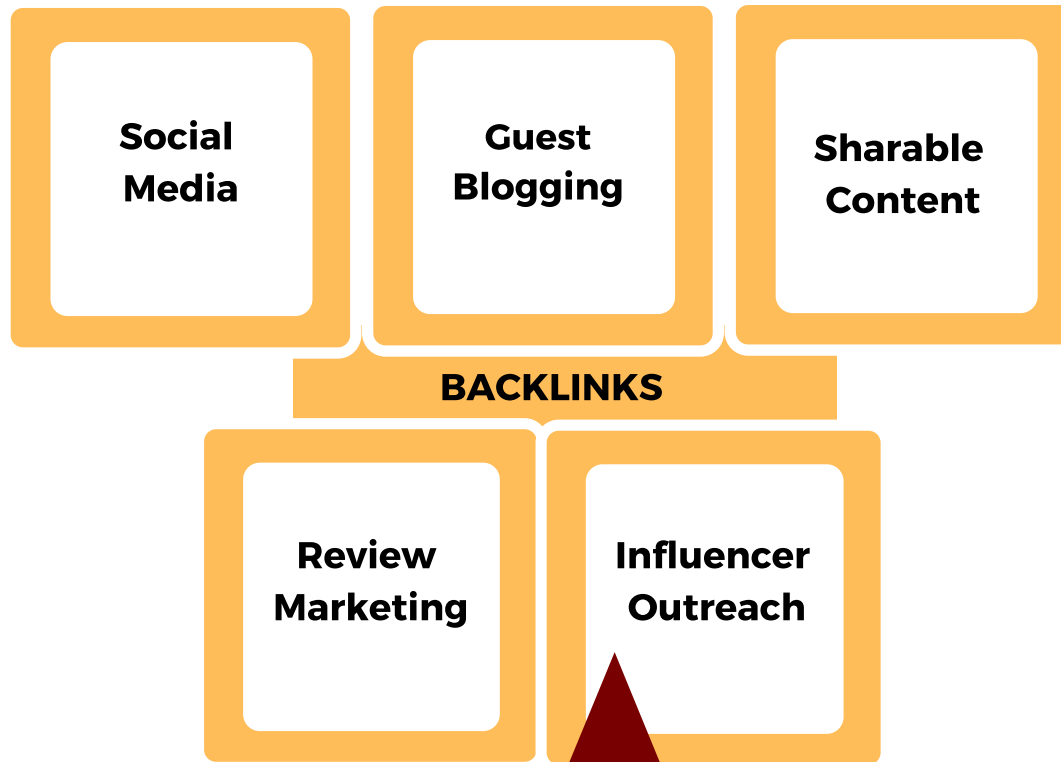 Social
Media
Guest
Blogging
Sharable
Content
BACKLINKS
Review
Marketing
Influencer
Outreach